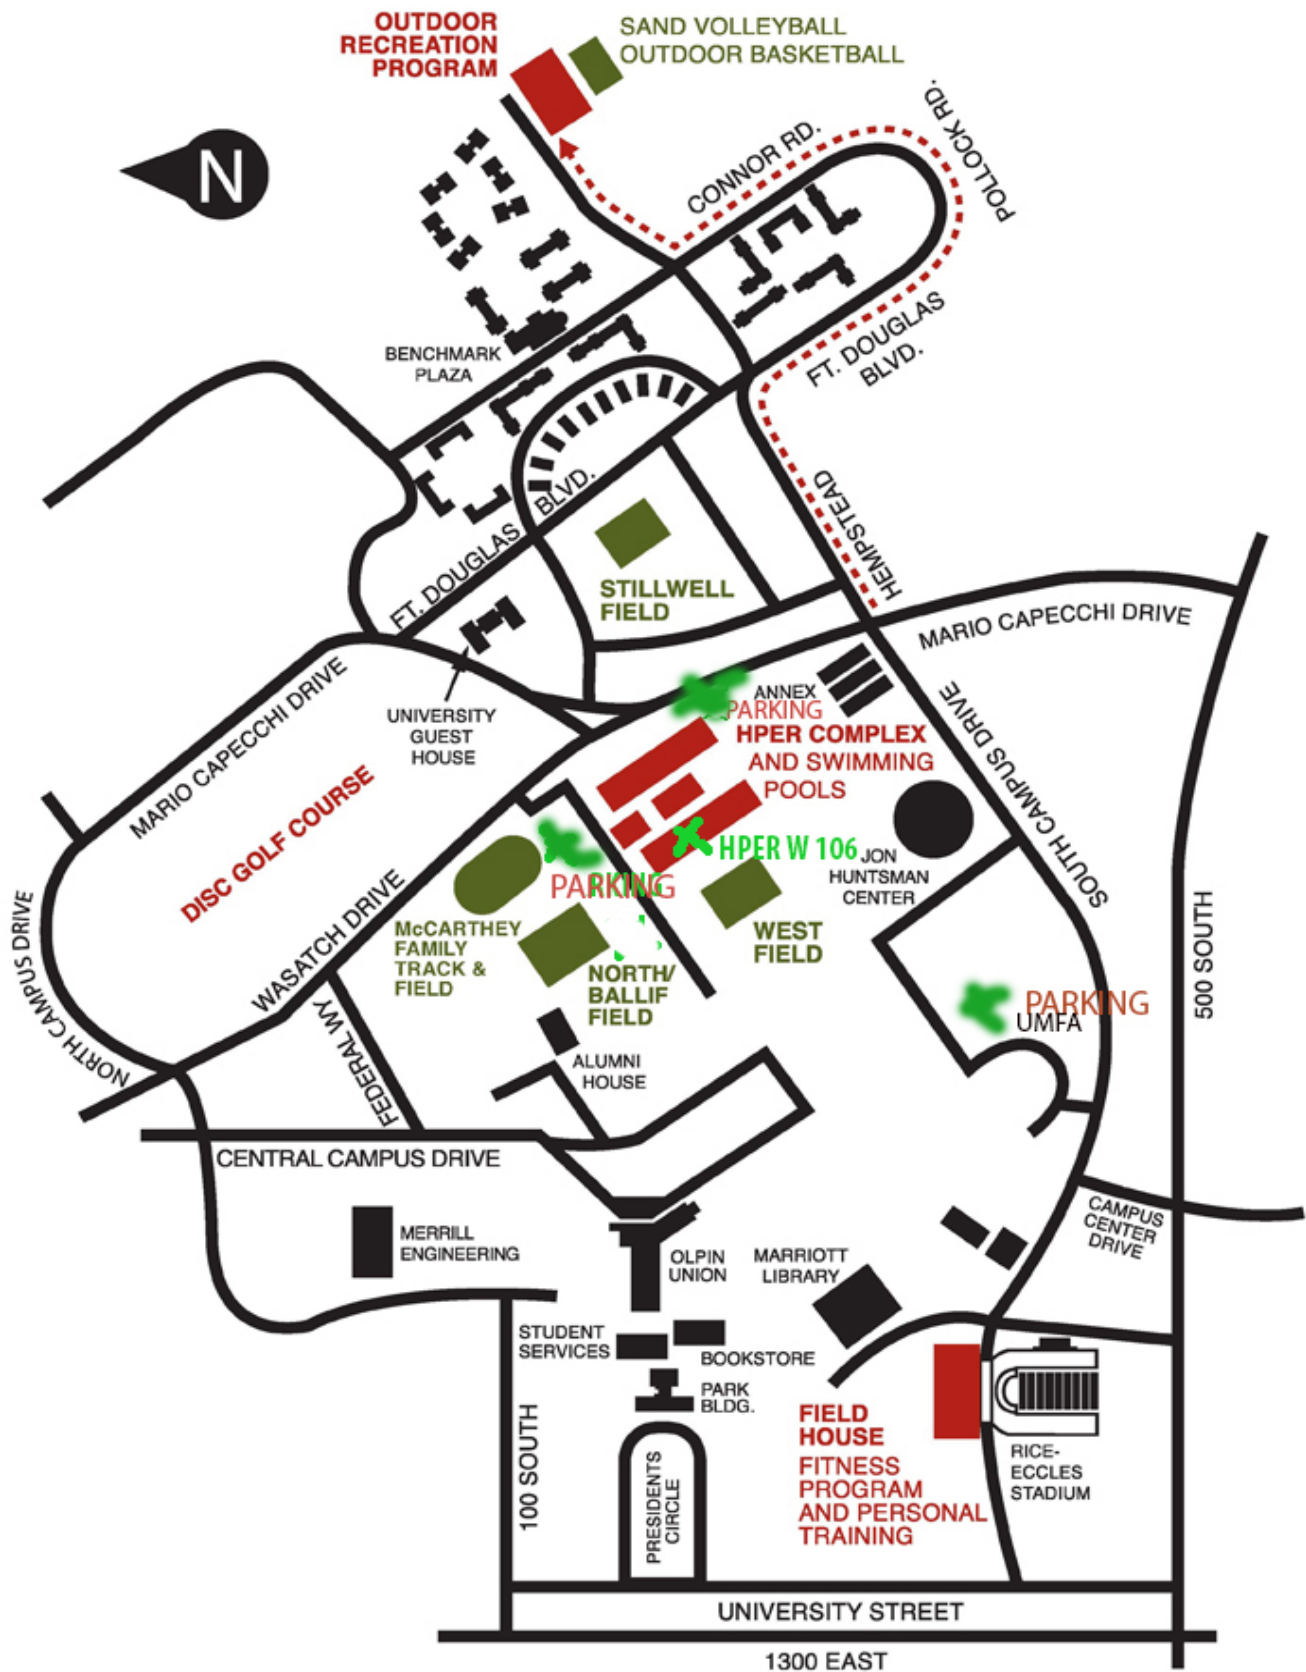 OUTDOOR
RECREATION
PROGRAM
SAND VOLLEYBALL
OUTDOOR BASKETBALL
N
CONNOR RD.
POLLOCK RD.
FT. DOUGLAS
BLVD.
BENCHMARK
PLAZA
HEMPSTEAD
FT. DOUGLAS BLVD.
STILLWELL
FIELD
MARIO CAPECCHI DRIVE
UNIVERSITY
GUEST
HOUSE
MARIO CAPECCHI DRIVE
DISC GOLF COURSE
ANNEX
PARKING
HPER COMPLEX
AND SWIMMING
POOLS
SOUTH CAMPUS DRIVE
SOUTH CAMPUS DRIVE
HPER W 106
JON
HUNTSMAN
CENTER
PARKING
McCARTHEY
FAMILY
TRACK &
FIELD
NORTH/
BALLIF
FIELD
WEST
FIELD
WASATCH DRIVE
NORTH CAMPUS DRIVE
NORTH
FEDERAL WY
500 SOUTH
PARKING
UMFA
ALUMNI
HOUSE
CENTRAL CAMPUS DRIVE
CAMPUS
CENTER
DRIVE
MERRILL
ENGINEERING
OLPIN
UNION
MARRIOTT
LIBRARY
STUDENT
SERVICES
BOOKSTORE
PARK
BLDG.
100 SOUTH
PRESIDENTS
CIRCLE
FIELD
HOUSE
FITNESS
PROGRAM
AND PERSONAL
TRAINING
RICE-
ECCLES
STADIUM
UNIVERSITY STREET
1300 EAST